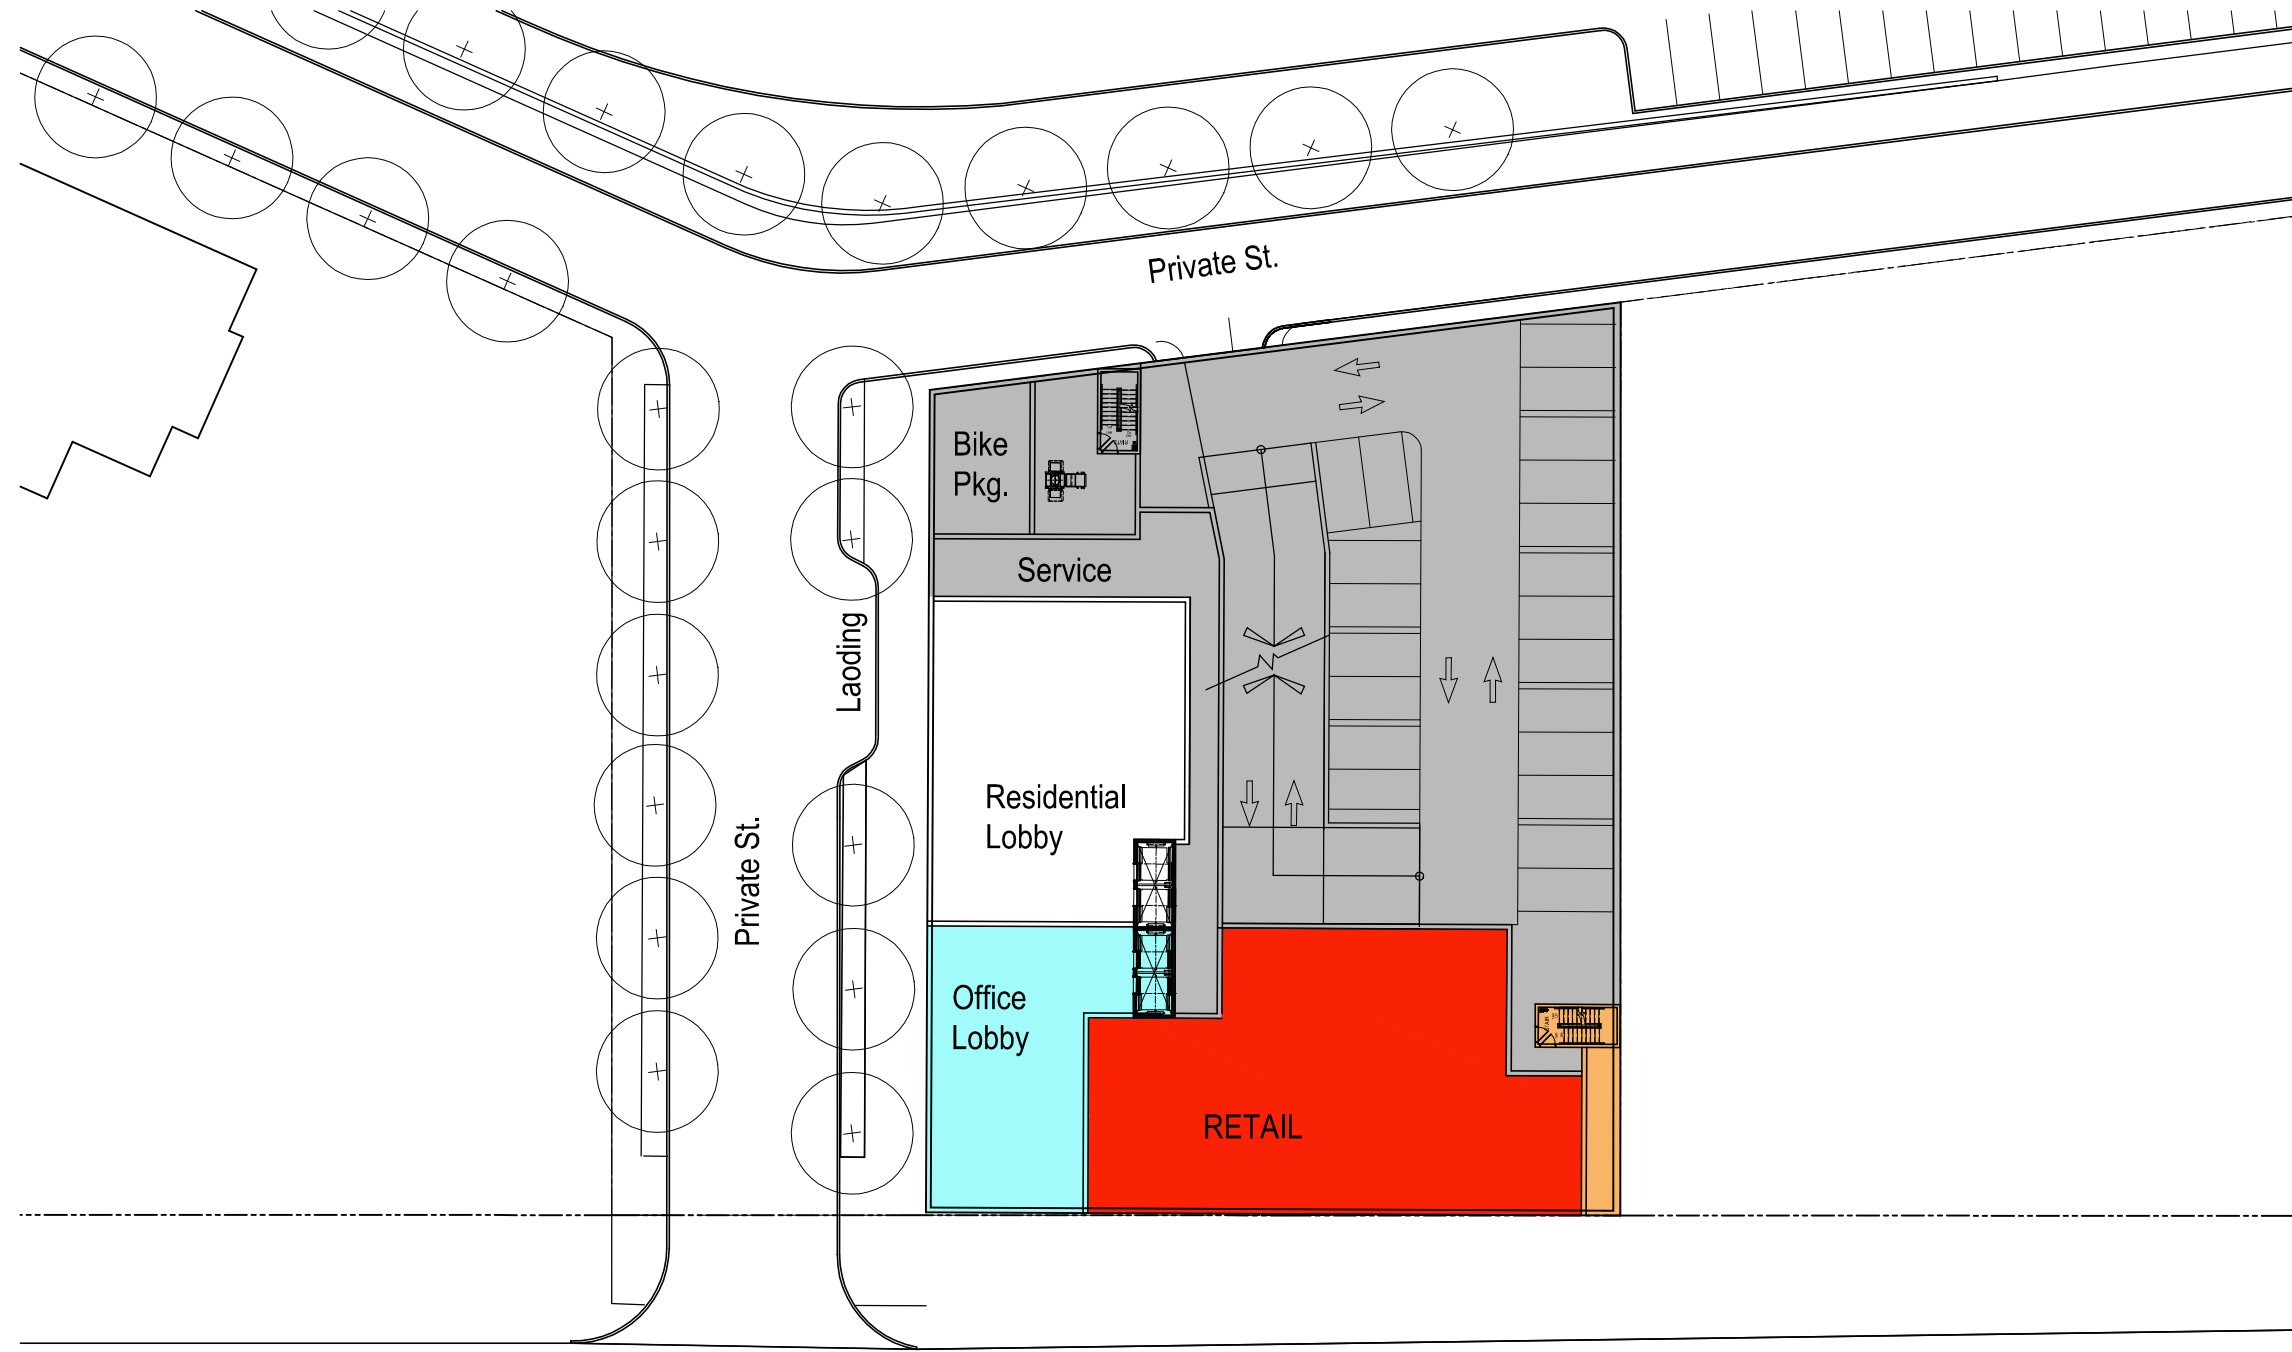 Private St.
Bike
Pkg.
Service
Laoding
Residential
Lobby
Private St.
Office
Lobby
RETAIL